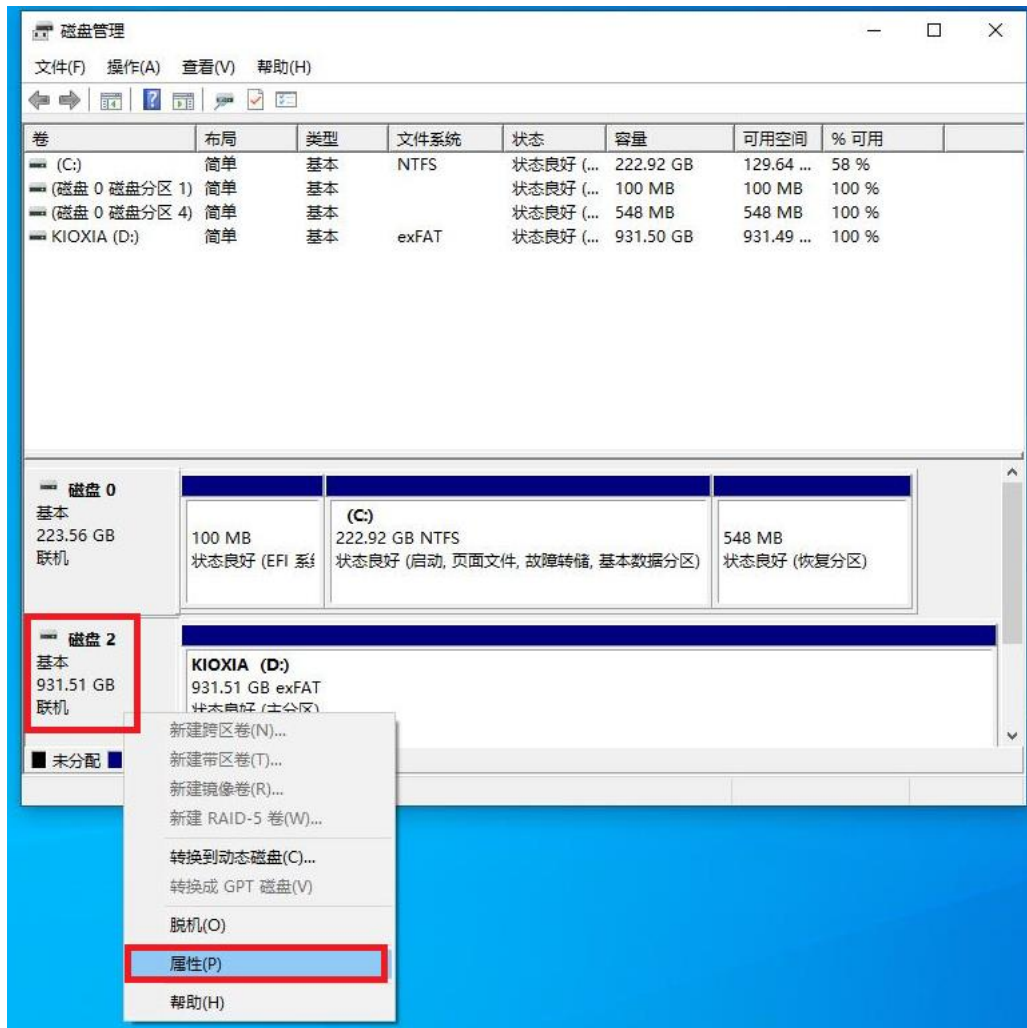 磁盘管理
文件(F) 操作(A) 查看(V) 帮助(H)
卷 布局 类型 文件系统 状态 容量 可用空间 % 可用
(C:) 简单 基本 NTFS 状态良好 (... 222.92 GB 129.64 ... 58 %
(磁盘 0 磁盘分区 1) 简单 基本 状态良好 (... 100 MB 100 MB 100 %
(磁盘 0 磁盘分区 4) 简单 基本 状态良好 (... 548 MB 548 MB 100 %
KIOXIA (D:) 简单 基本 exFAT 状态良好 (... 931.50 GB 931.49 ... 100 %
磁盘 0
基本
223.56 GB
联机
100 MB
状态良好 (EFI 系
(C:)
222.92 GB NTFS
状态良好 (启动, 页面文件, 故障转储, 基本数据分区)
548 MB
状态良好 (恢复分区)
磁盘 2
基本
931.51 GB
联机
KIOXIA (D:)
931.51 GB exFAT
状态良好 (主分区)
未分配
新建跨区卷(N)...
新建带区卷(T)...
新建镜像卷(R)...
新建 RAID-5 卷(W)...
转换到动态磁盘(C)...
转换成 GPT 磁盘(V)
脱机(O)
属性(P)
帮助(H)